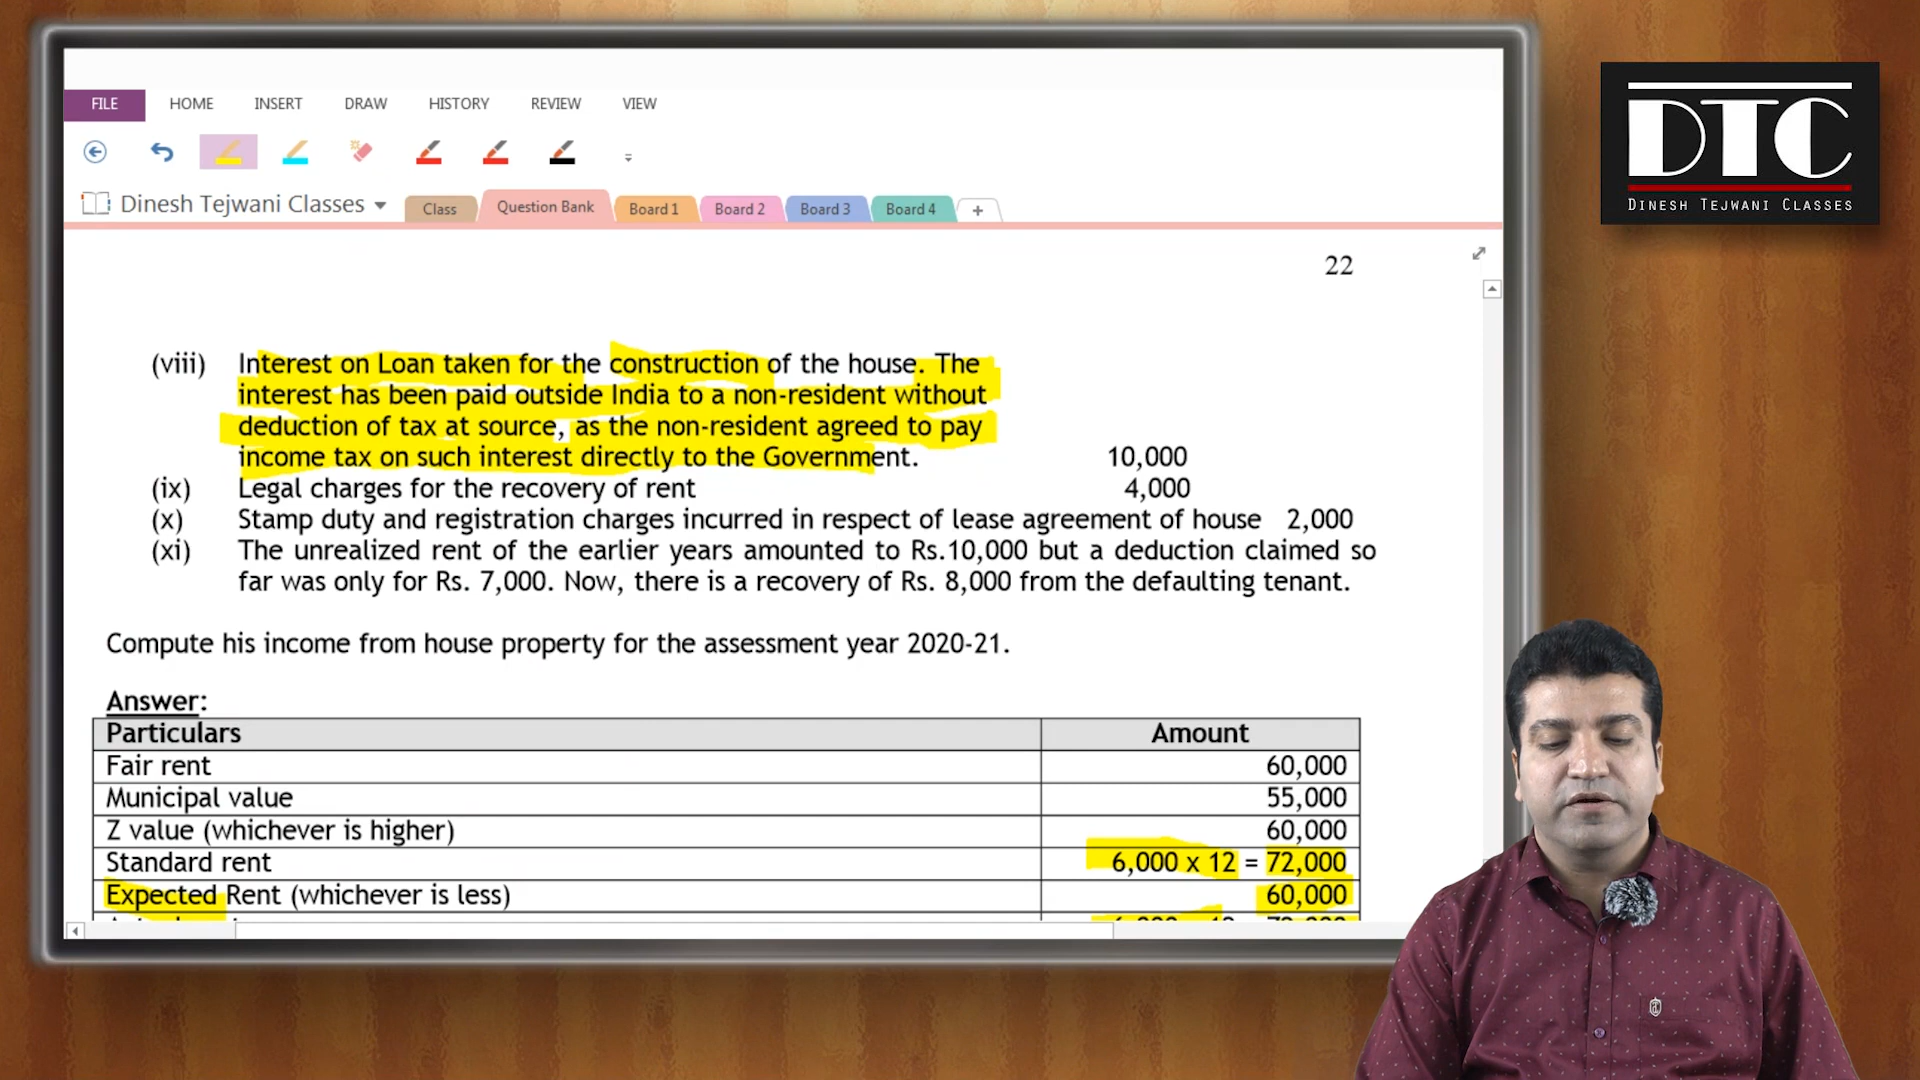 DTC
DINESH TEJWANI CLASSES
FILE HOME INSERT DRAW HISTORY REVIEW VIEW
Dinesh Tejwani Classes Class Question Bank Board 1 Board 2 Board 3 Board 4 +
22
(viii) Interest on Loan taken for the construction of the house. The
interest has been paid outside India to a non-resident without
deduction of tax at source, as the non-resident agreed to pay
income tax on such interest directly to the Government. 10,000
(ix) Legal charges for the recovery of rent 4,000
(x) Stamp duty and registration charges incurred in respect of lease agreement of house 2,000
(xi) The unrealized rent of the earlier years amounted to Rs.10,000 but a deduction claimed so
far was only for Rs. 7,000. Now, there is a recovery of Rs. 8,000 from the defaulting tenant.
Compute his income from house property for the assessment year 2020-21.
Answer:
Particulars Amount
Fair rent 60,000
Municipal value 55,000
Z value (whichever is higher) 60,000
Standard rent 6,000 x 12 = 72,000
Expected Rent (whichever is less) 60,000